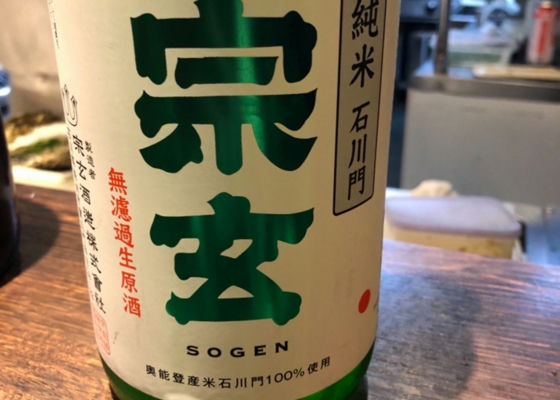 純米 石川門
宗玄
SOGEN
奥能登産米石川門100%使用
無濾過生原酒
製造者
宗玄酒造株式會社